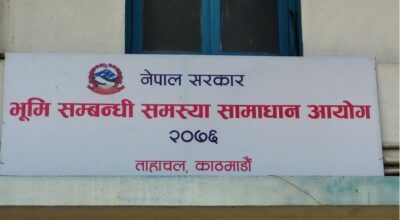 नेपाल सरकार
भूमि सम्बन्धी समस्या सामाधान आयोग
२०७६
ताहाचल, काठमाडौं